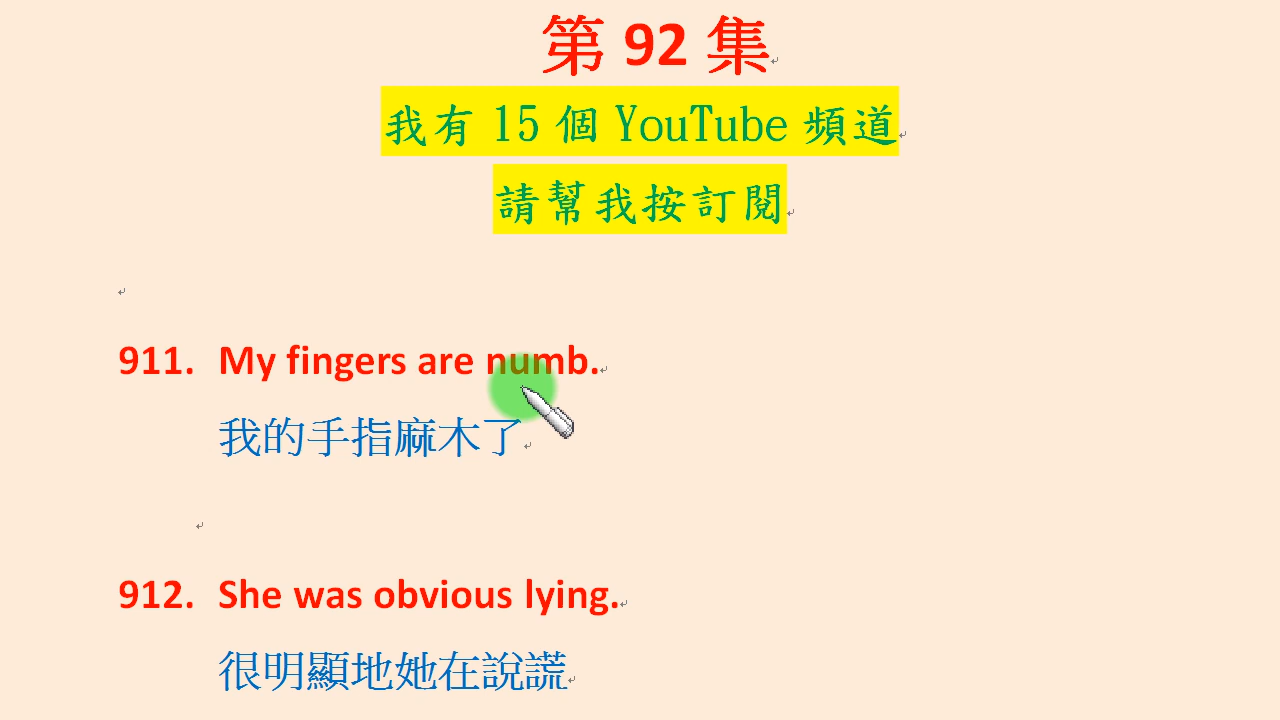 第 92 集
我有 15 個 YouTube 頻道
請幫我按訂閱
911. My fingers are numb.
我的手指麻木了
912. She was obvious lying.
很明顯地她在說謊